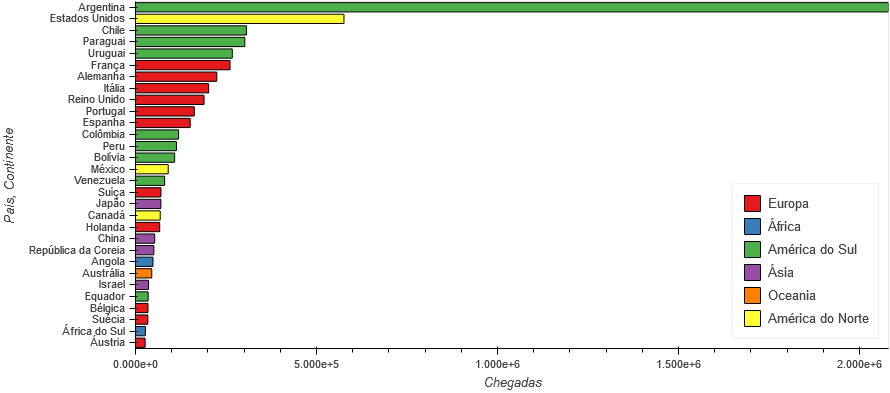 Argentina
Estados Unidos
Chile
Paraguai
Uruguai
França
Alemanha
Itália
Reino Unido
Portugal
Espanha
Colômbia
Peru
Bolívia
México
Venezuela
Suíça
Japão
Canadá
Holanda
China
República da Coreia
Angola
Austrália
Israel
Equador
Bélgica
Suécia
África do Sul
Áustria
País, Continente
Europa
África
América do Sul
Ásia
Oceania
América do Norte
0.000e+0 5.000e+5 1.000e+6 1.500e+6 2.000e+6
Chegadas